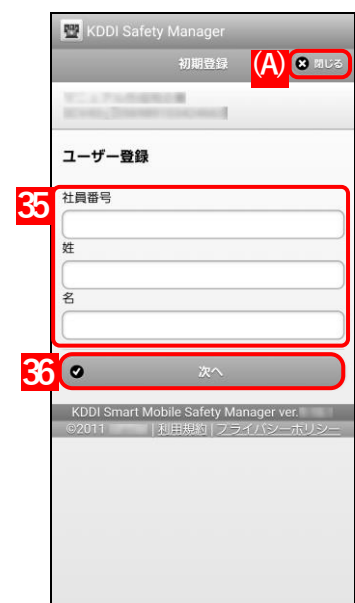 KDDI Safety Manager
初期登録
(A)
閉じる
ユーザー登録
35
社員番号
姓
名
36
次へ
KDDI Smart Mobile Safety Manager ver.
©2011 | 利用規約 | プライバシーポリシー